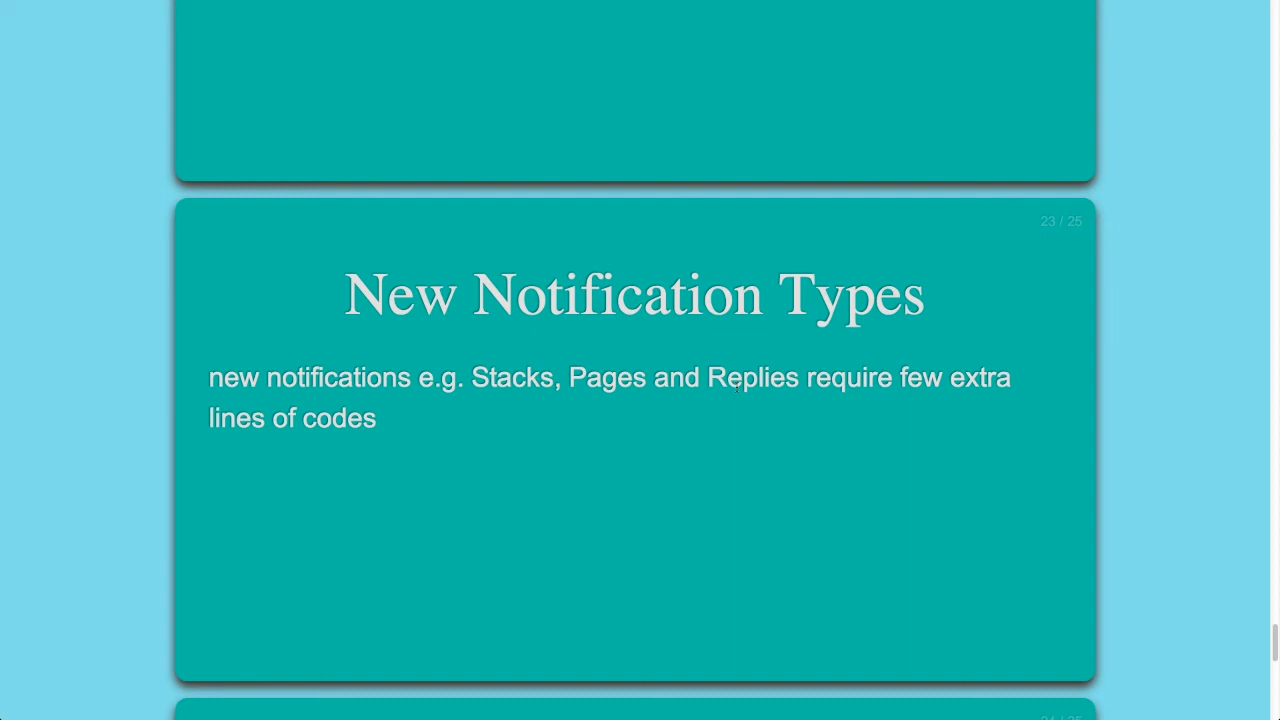 23 / 25
New Notification Types
new notifications e.g. Stacks, Pages and Replies require few extra
lines of codes